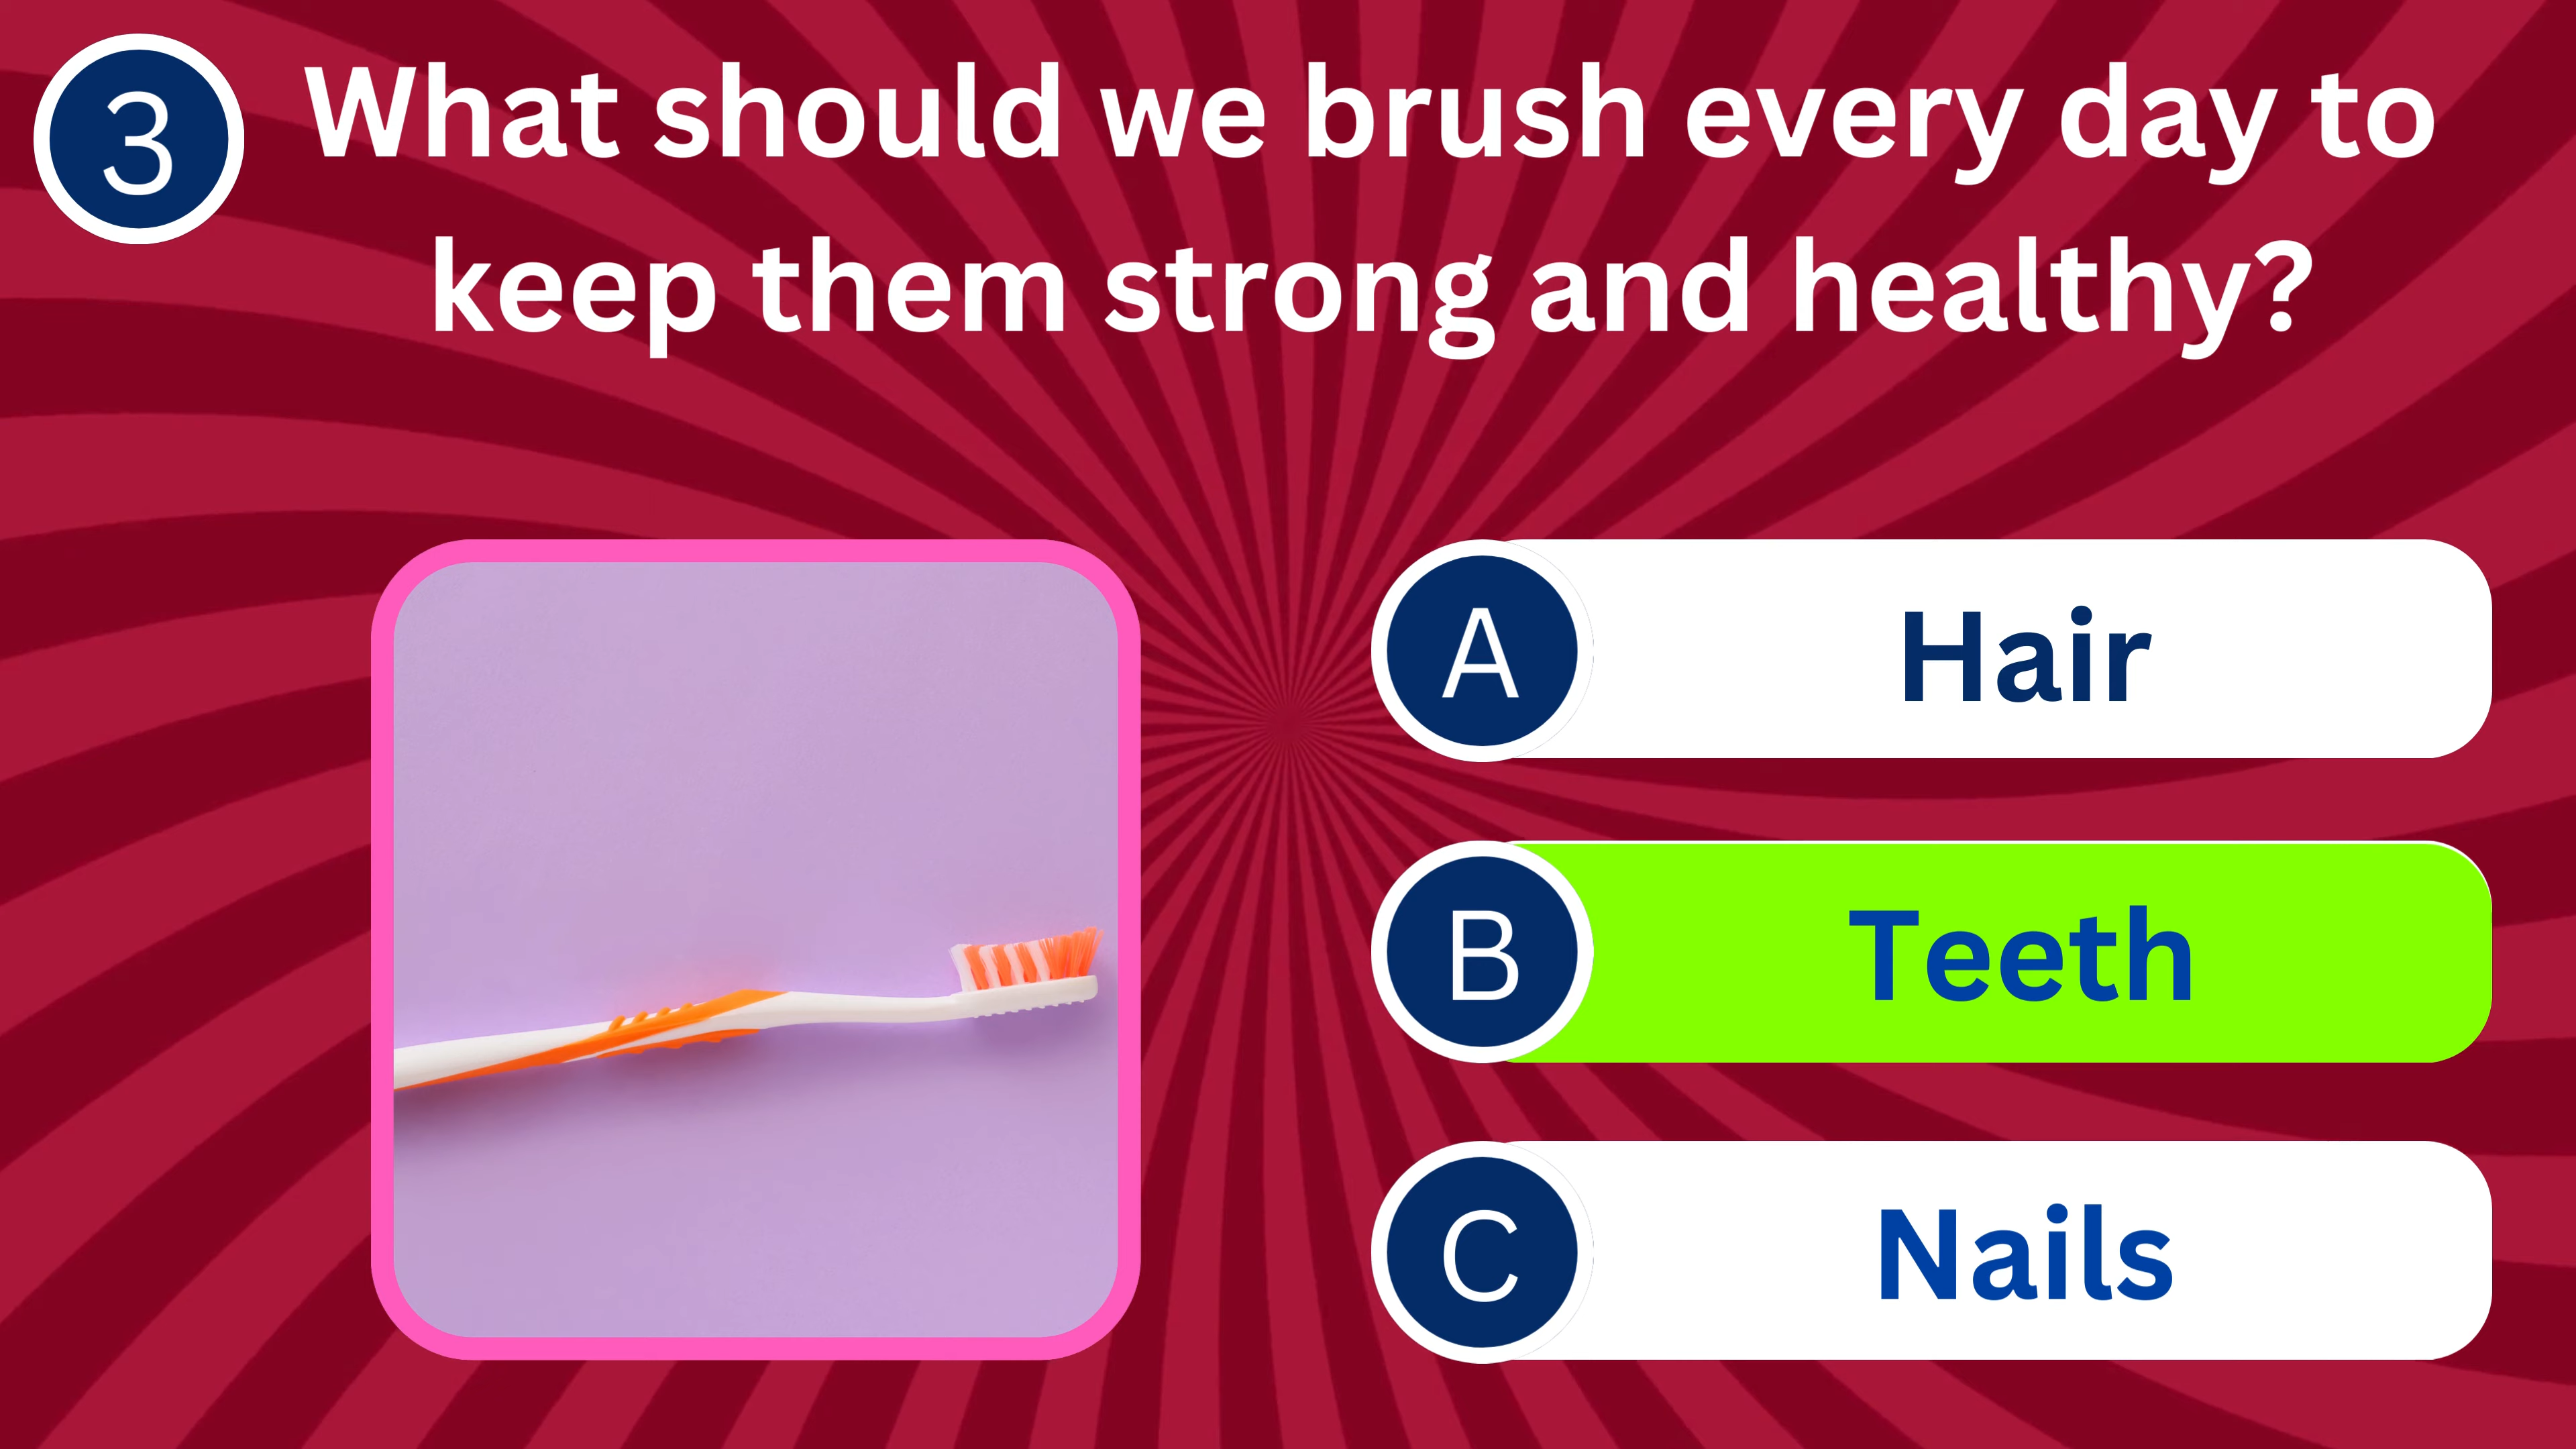 3
What should we brush every day to
keep them strong and healthy?
A
Hair
B
Teeth
C
Nails